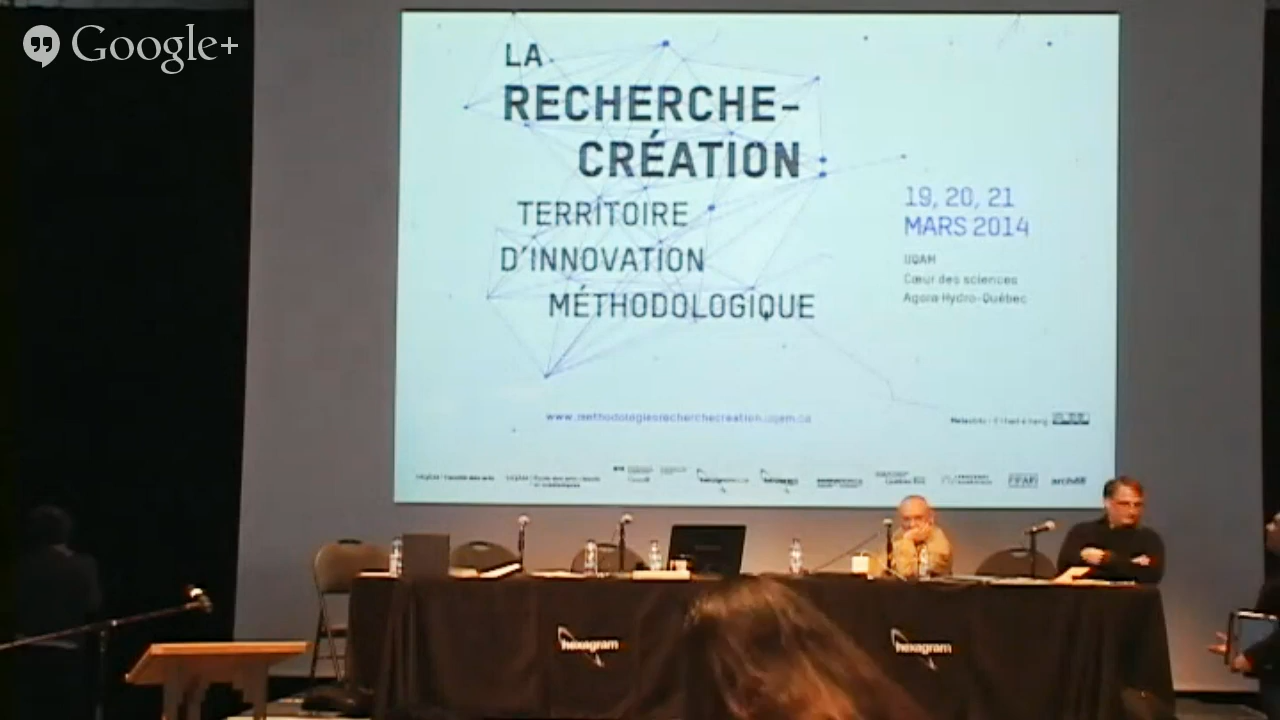 Google+
LA
RECHERCHE-
CRÉATION :
TERRITOIRE
D'INNOVATION
MÉTHODOLOGIQUE
19, 20, 21
MARS 2014
UQAM
Cœur des sciences
Agora Hydro-Québec
www.methodologiesrecherchecreation.uqam.ca
hexagram
hexagram